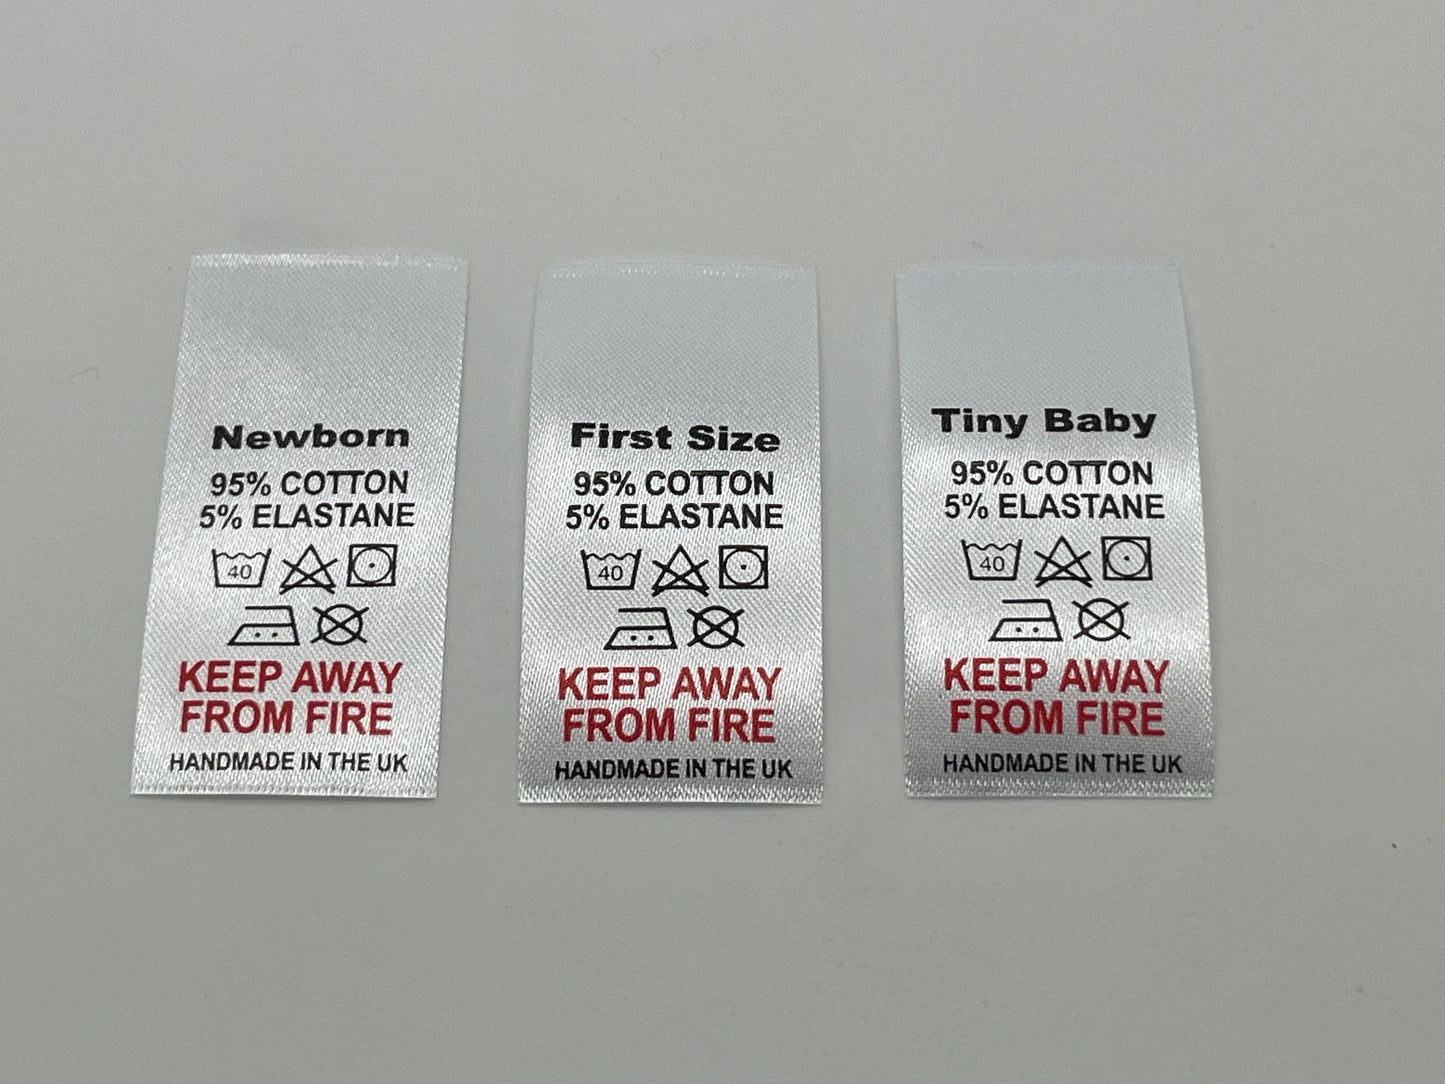 Newborn
95% COTTON
5% ELASTANE
40
KEEP AWAY
FROM FIRE
HANDMADE IN THE UK
First Size
95% COTTON
5% ELASTANE
40
KEEP AWAY
FROM FIRE
HANDMADE IN THE UK
Tiny Baby
95% COTTON
5% ELASTANE
40
KEEP AWAY
FROM FIRE
HANDMADE IN THE UK